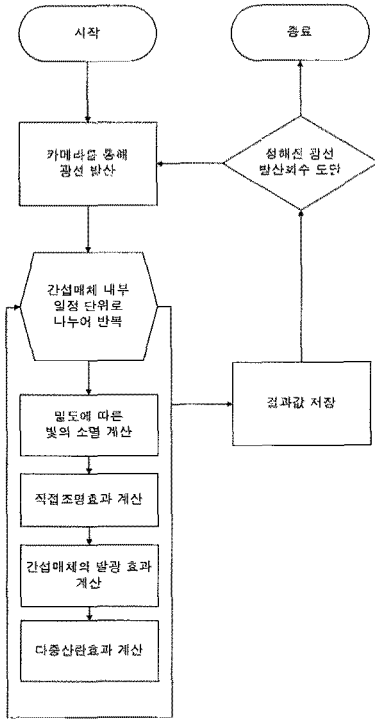 시작
종료
카메라를 통해
광선 발산
정해진 광선
발산회수 도달
간섭매체 내부
일정 단위로
나누어 반복
밀도에 따른
빛의 소멸 계산
결과값 저장
직접조명효과 계산
간섭매체의 발광 효과
계산
다중산란효과 계산